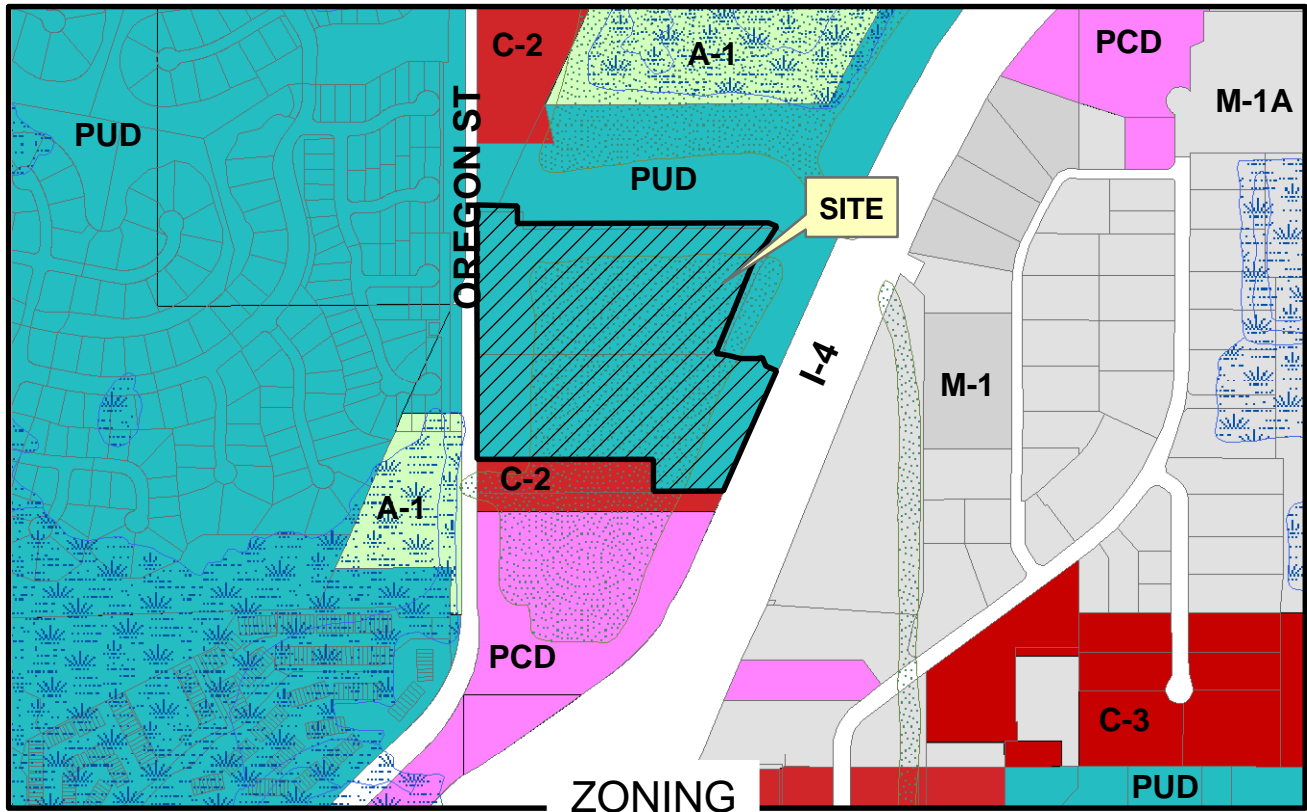 C-2
A-1
PCD
M-1A
PUD
OREGON ST
PUD
SITE
I-4
M-1
C-2
A-1
PCD
C-3
PUD
ZONING